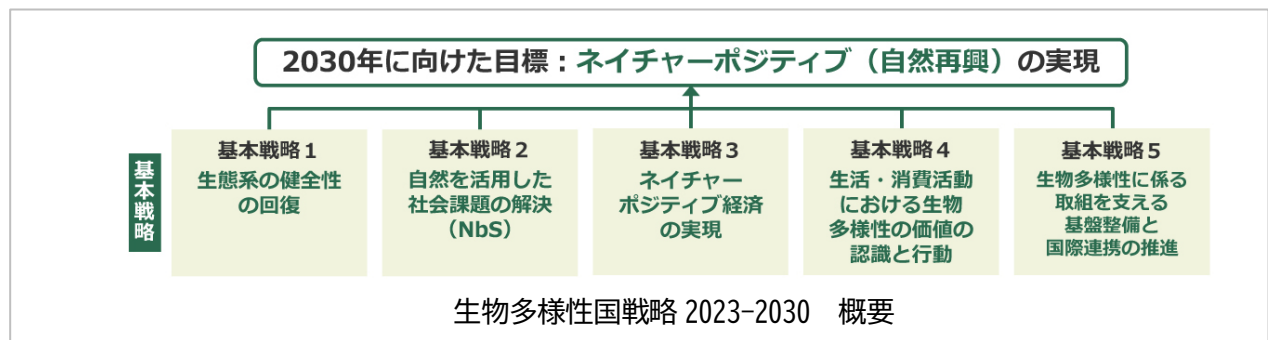 2030年に向けた目標：ネイチャーポジティブ（自然再興）の実現
基本戦略
基本戦略１
生態系の健全性
の回復
基本戦略２
自然を活用した
社会課題の解決
（NbS）
基本戦略３
ネイチャー
ポジティブ経済
の実現
基本戦略４
生活・消費活動
における生物
多様性の価値の
認識と行動
基本戦略５
生物多様性に係る
取組を支える
基盤整備と
国際連携の推進
生物多様性国戦略 2023-2030　概要